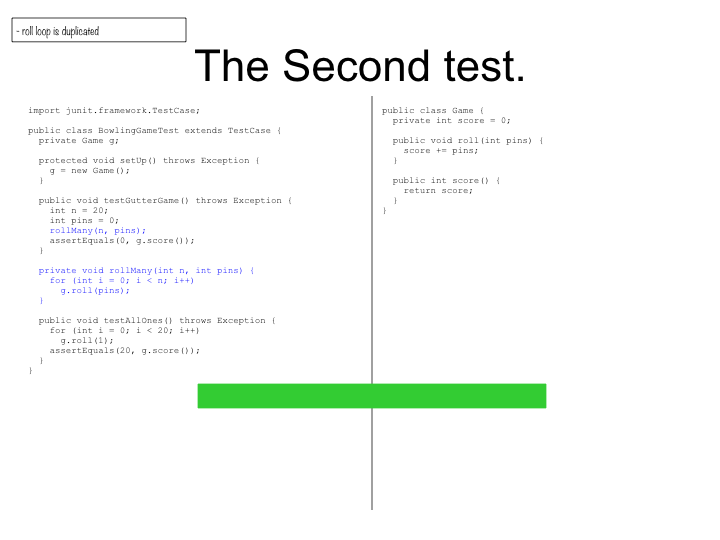 - roll loop is duplicated
The Second test.
import junit.framework.TestCase;
public class BowlingGameTest extends TestCase {
  private Game g;
  protected void setUp() throws Exception {
    g = new Game();
  }
  public void testGutterGame() throws Exception {
    int n = 20;
    int pins = 0;
    rollMany(n, pins);
    assertEquals(0, g.score());
  }
  private void rollMany(int n, int pins) {
    for (int i = 0; i < n; i++)
      g.roll(pins);
  }
  public void testAllOnes() throws Exception {
    for (int i = 0; i < 20; i++)
      g.roll(1);
    assertEquals(20, g.score());
  }
}
public class Game {
  private int score = 0;
  public void roll(int pins) {
    score += pins;
  }
  public int score() {
    return score;
  }
}